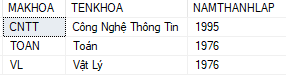 MAKHOA TENKHOA NAMTHANHLAP
CNTT Công Nghệ Thông Tin 1995
TOAN Toán 1976
VL Vật Lý 1976